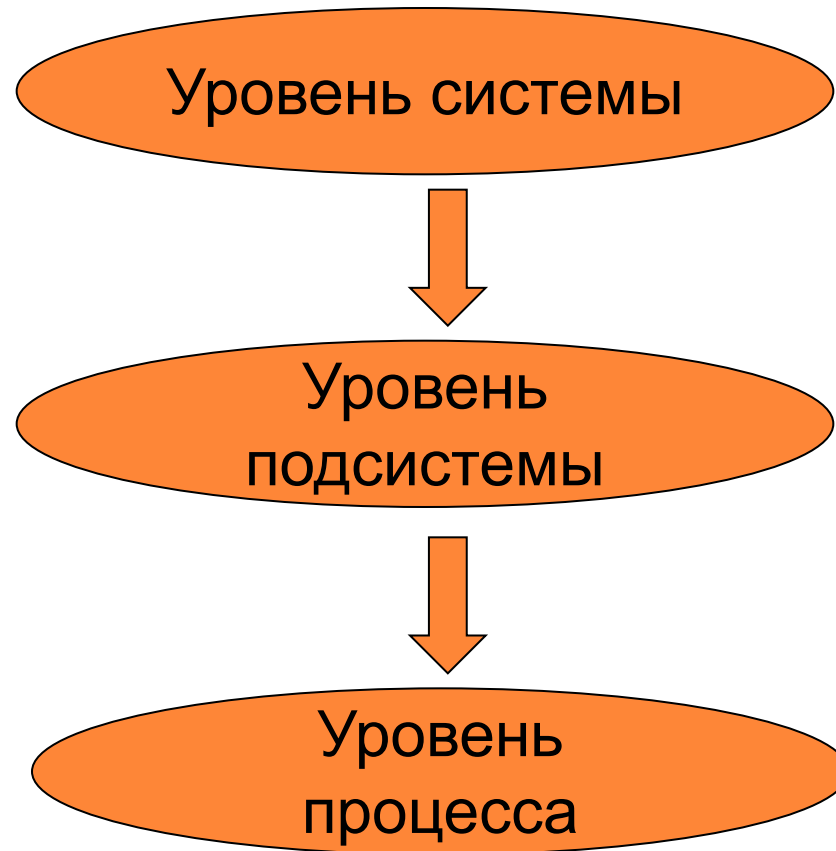 Уровень системы
Уровень
подсистемы
Уровень
процесса